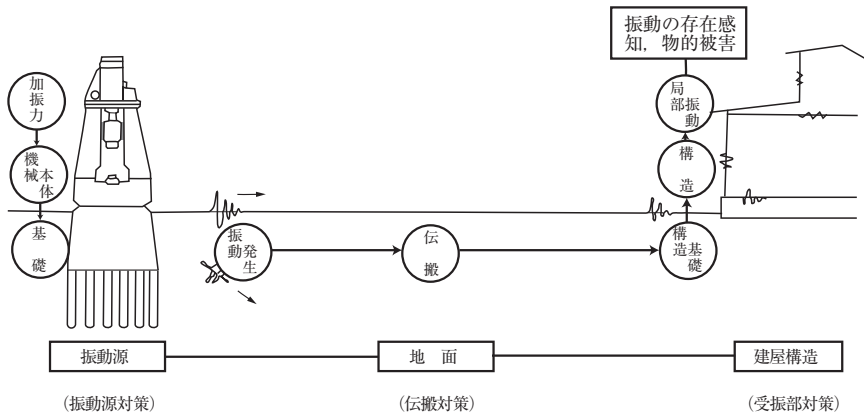 振動の存在感
知，物的被害
加振力
機械本体
基礎
局部振動
構造
構造基礎
振動発生
伝搬
振動源
地　面
建屋構造
（振動源対策）
（伝搬対策）
（受振部対策）